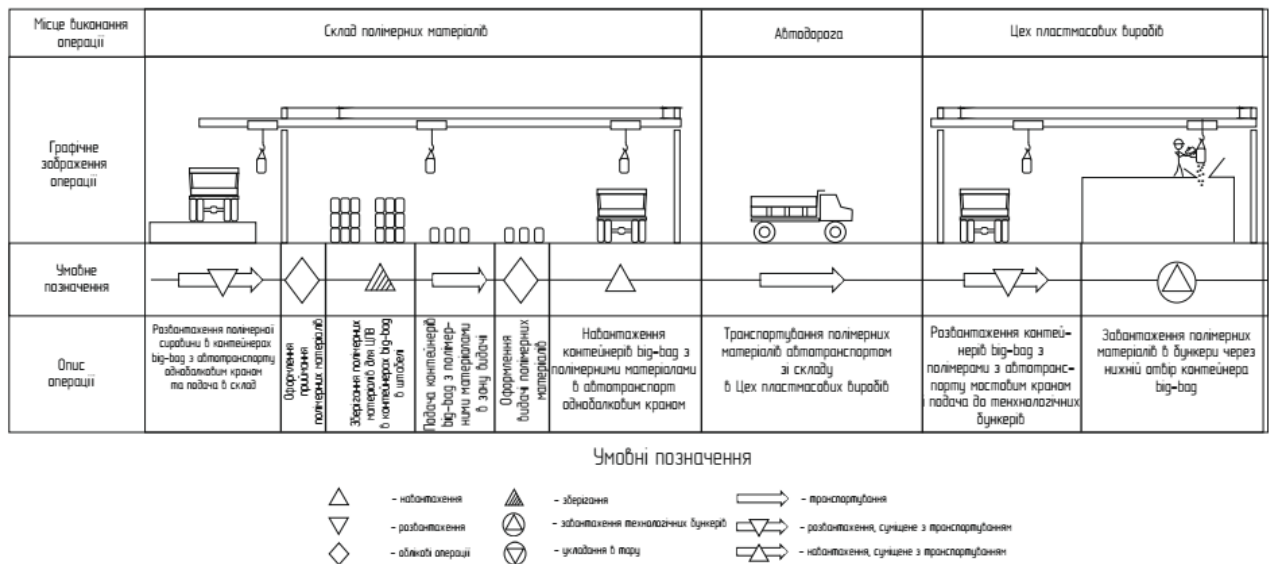 Місце виконання
операції
Склад полімерних матеріалів
Автодорога
Цех пластмасових виробів
Графічне
зображення
операції
Умовне
позначення
Опис
операції
Розвантаження полімерної
сировини в контейнерах
big-bag з автотранспорту
однобалковим краном
та подача в склад
Оформлення
приймання
полімерних матеріалів
Зберігання полімерних
матеріалів для ЦПВ
в контейнерах big-bag
в штабелі
Подача контейнерів
big-bag з полімер-
ними матеріалами
в зону видачі
Оформлення
видачі полімерних
матеріалів
Навантаження
контейнерів big-bag з
полімерними матеріалами
в автотранспорт
однобалковим краном
Транспортування полімерних
матеріалів автотранспортом
зі складу
в Цех пластмасових виробів
Розвантаження контей-
нерів big-bag з
полімерами з автотранс-
порту мостовим краном
і подача до тенхнологічних
бункерів
Завантаження полімерних
матеріалів в бункери через
нижній отвір контейнера
big-bag
Умовні позначення
- навантаження
- розвантаження
- облікові операції
- зберігання
- завантаження технологічних бункерів
- укладання в тару
- транспортування
- розвантаження, суміщене з транспортуванням
- навантаження, суміщене з транспортуванням